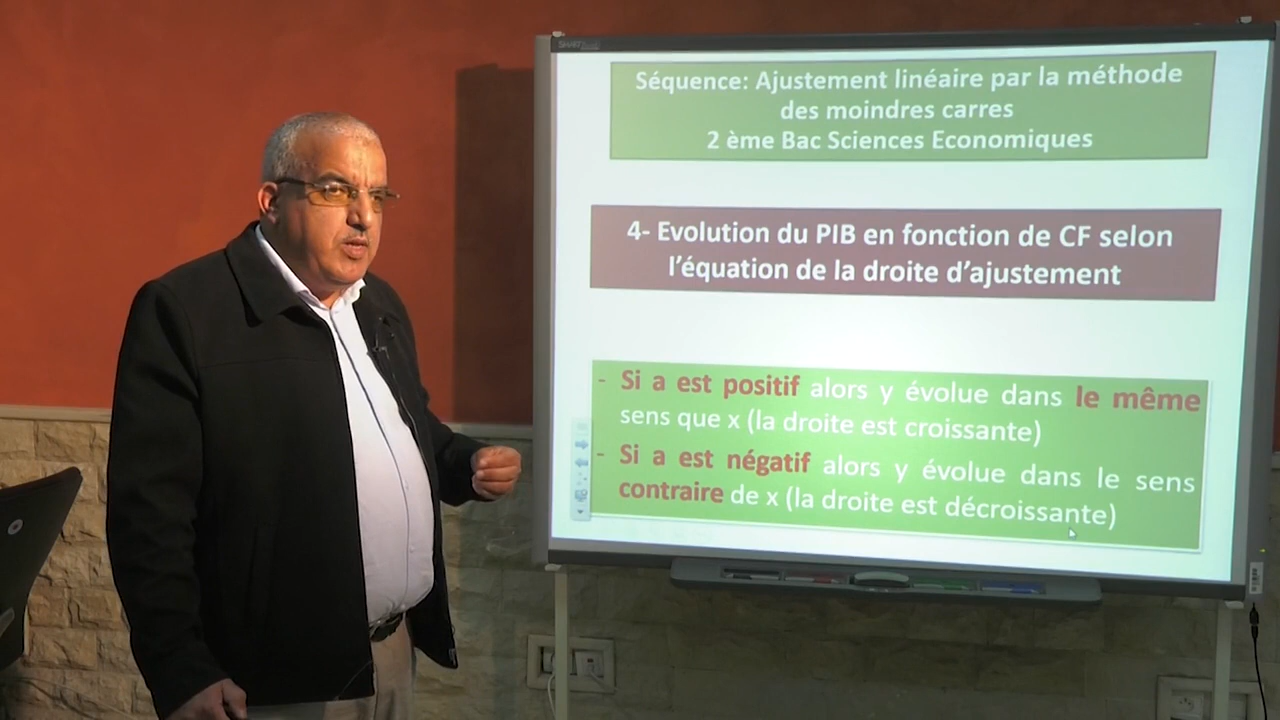 SMART
Séquence: Ajustement linéaire par la méthode
des moindres carres
2 ème Bac Sciences Economiques
4- Evolution du PIB en fonction de CF selon
l'équation de la droite d'ajustement
- Si a est positif alors y évolue dans le même
sens que x (la droite est croissante)
- Si a est négatif alors y évolue dans le sens
contraire de x (la droite est décroissante)